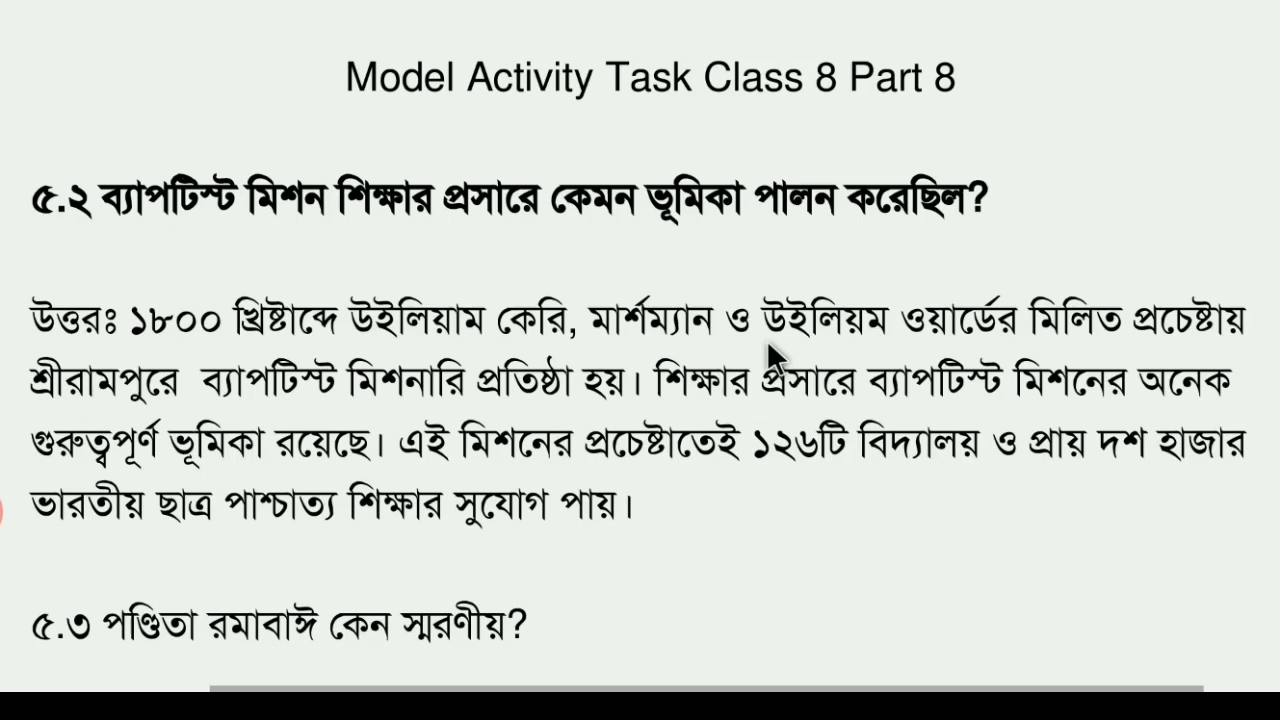 Model Activity Task Class 8 Part 8
৫.২ ব্যাপটিস্ট মিশন শিক্ষার প্রসারে কেমন ভূমিকা পালন করেছিল?
উত্তরঃ ১৮০০ খ্রিষ্টাব্দে উইলিয়াম কেরি, মার্শম্যান ও উইলিয়ম ওয়ার্ডের মিলিত প্রচেষ্টায়
শ্রীরামপুরে ব্যাপটিস্ট মিশনারি প্রতিষ্ঠা হয়। শিক্ষার প্রসারে ব্যাপটিস্ট মিশনের অনেক
গুরুত্বপূর্ণ ভূমিকা রয়েছে। এই মিশনের প্রচেষ্টাতেই ১২৬টি বিদ্যালয় ও প্রায় দশ হাজার
ভারতীয় ছাত্র পাশ্চাত্য শিক্ষার সুযোগ পায়।
৫.৩ পণ্ডিতা রমাবাঈ কেন স্মরণীয়?